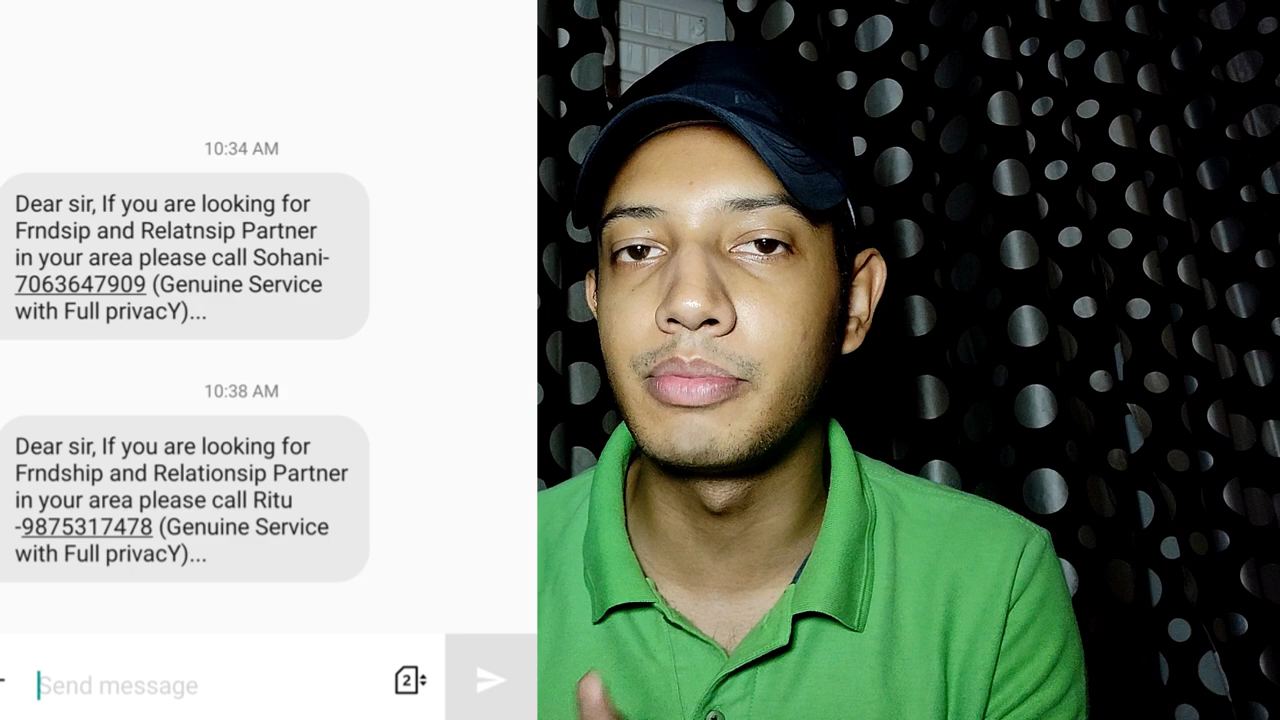 10:34 AM
Dear sir, If you are looking for
Frndsip and Relatnsip Partner
in your area please call Sohani-
7063647909 (Genuine Service
with Full privacY)...
10:38 AM
Dear sir, If you are looking for
Frndship and Relationsip Partner
in your area please call Ritu
-9875317478 (Genuine Service
with Full privacY)...
Send message
2